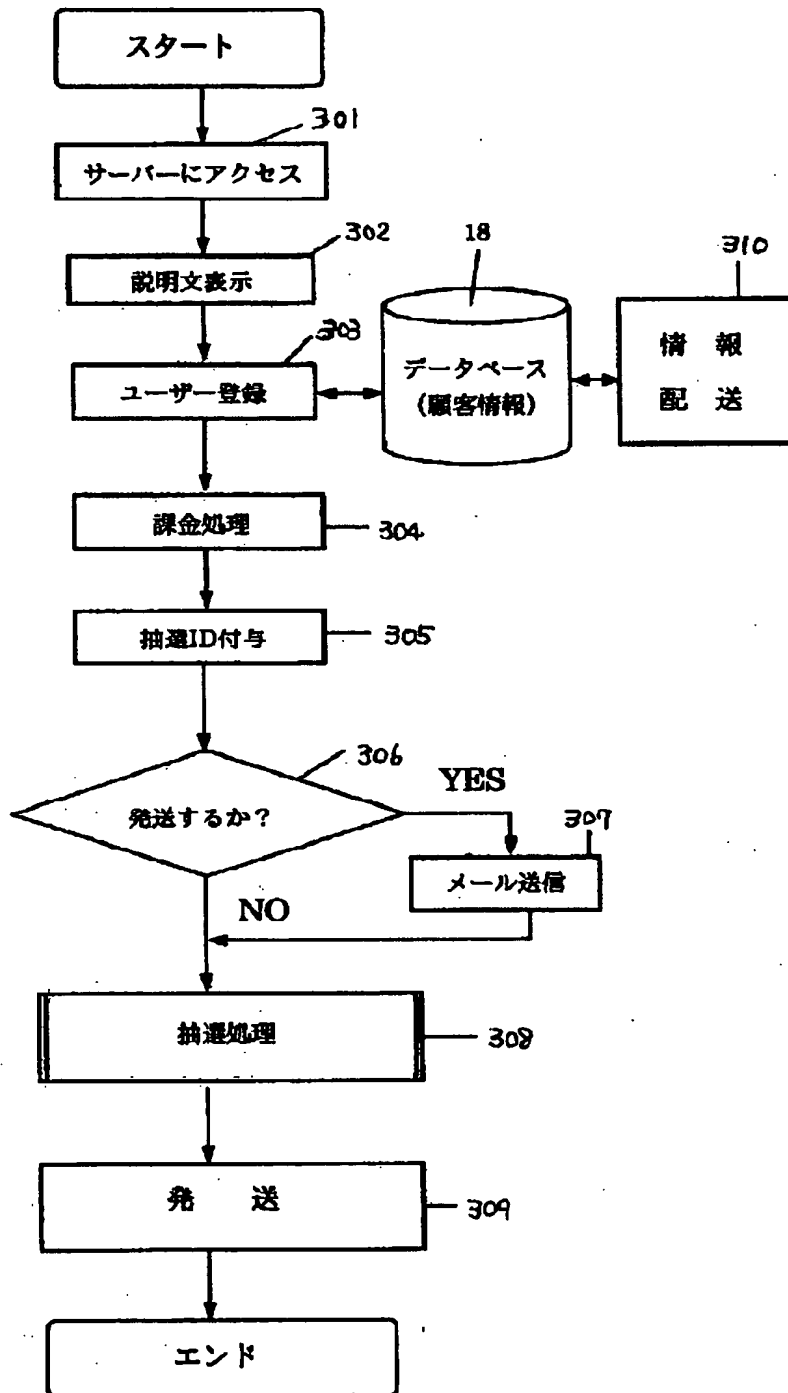 スタート
301
サーバーにアクセス
302
説明文表示
303
ユーザー登録
18
データベース
(顧客情報)
310
情 報
配 送
課金処理
304
抽選ID付与
305
306
発送するか?
YES
307
メール送信
NO
抽選処理
308
発 送
309
エンド